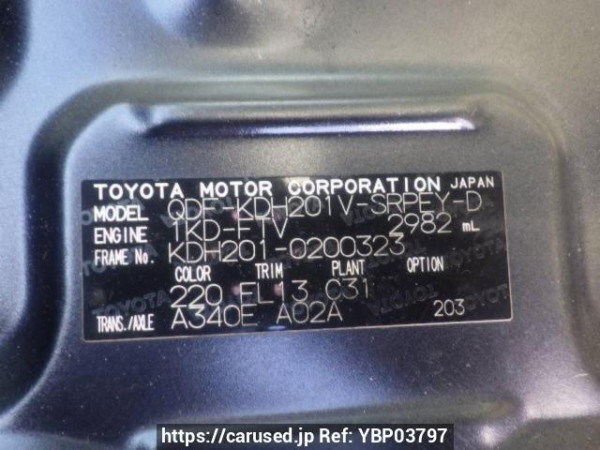 TOYOTA MOTOR CORPORATION JAPAN
MODEL QDF-KDH201V-SRPEY-D
ENGINE 1KD-FTV 2982 mL
FRAME No. KDH201-0200323
COLOR TRIM PLANT OPTION
220 FL13 C31
TRANS./AXLE A340E A02A 203
https://carused.jp Ref: YBP03797